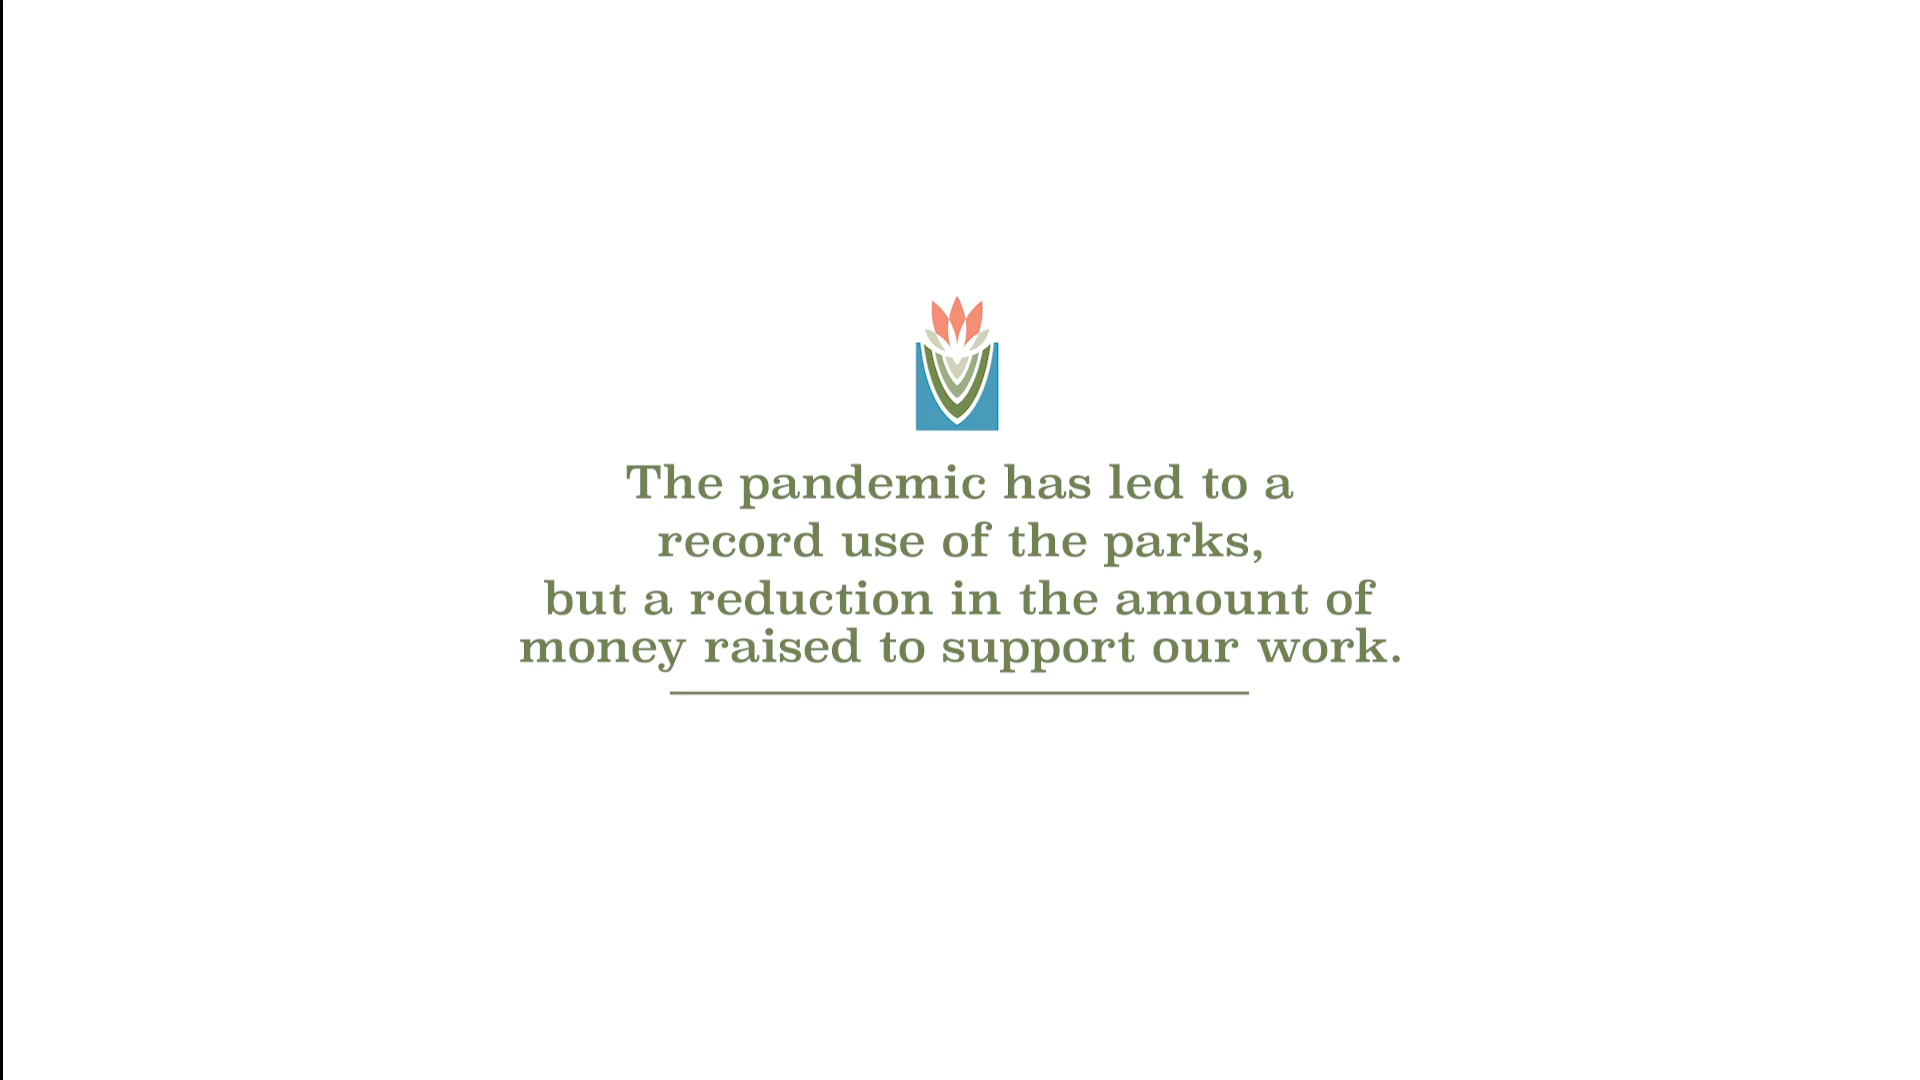 The pandemic has led to a
record use of the parks,
but a reduction in the amount of
money raised to support our work.